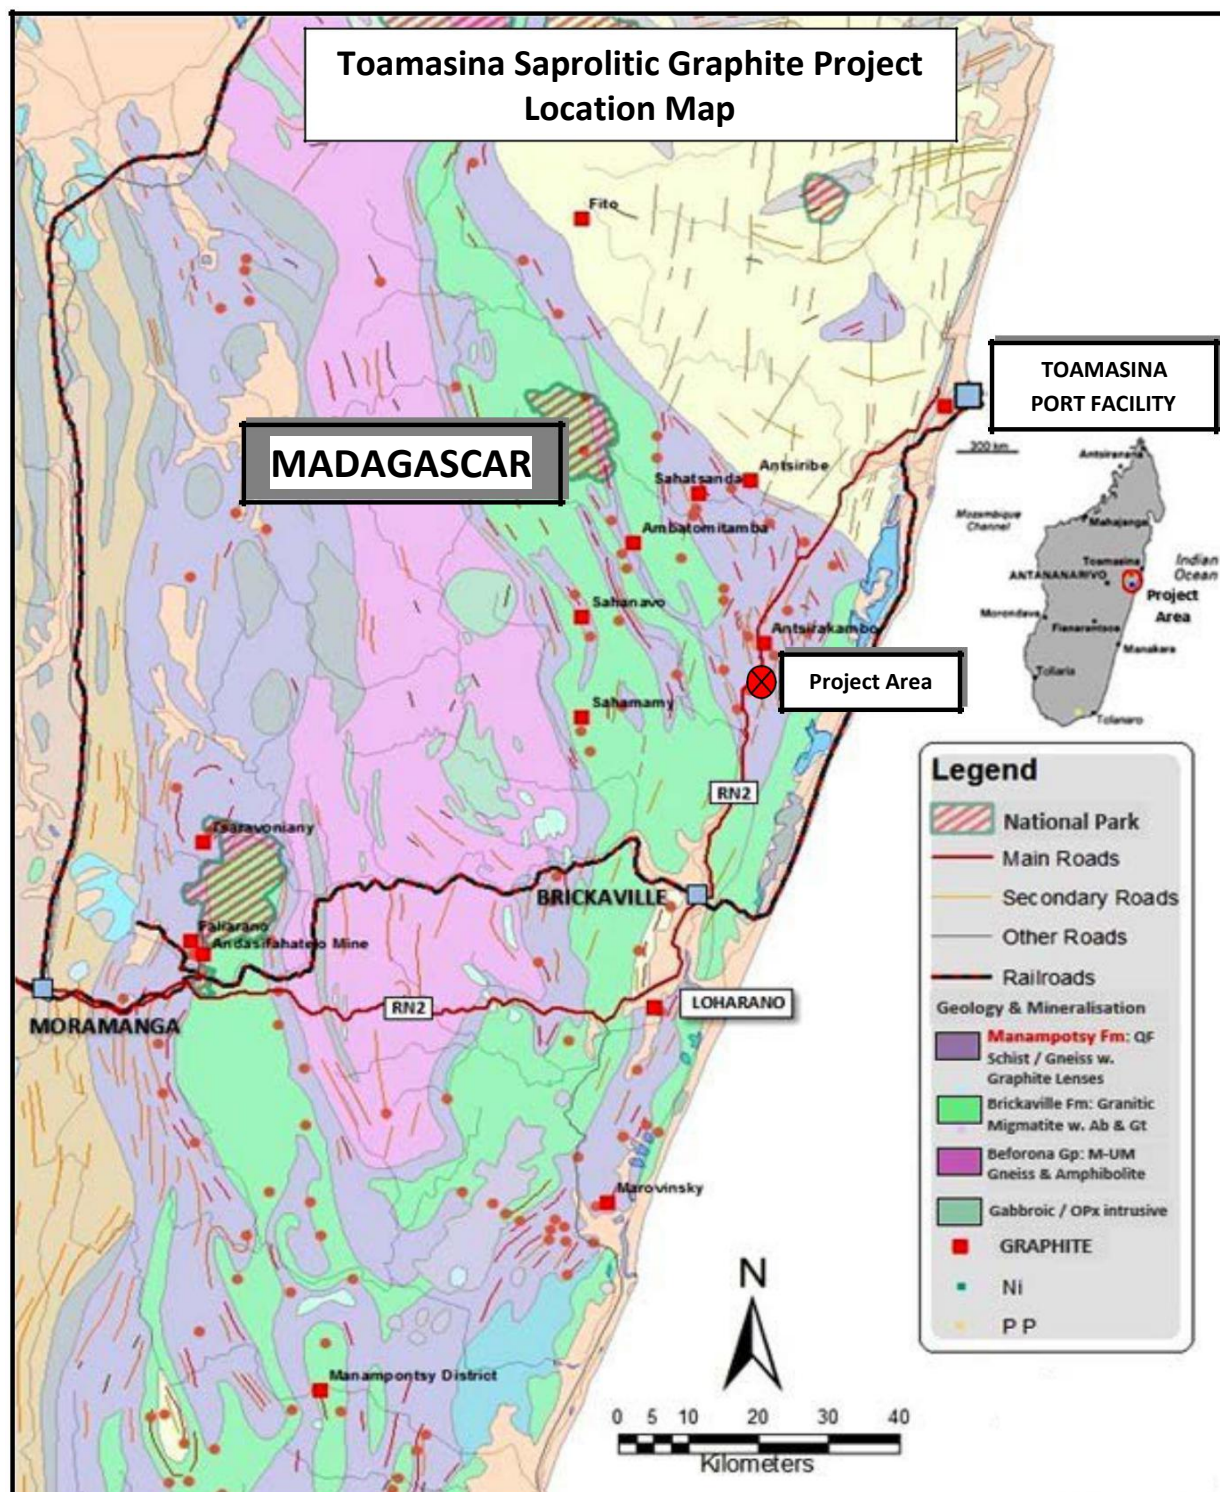 Toamasina Saprolitic Graphite Project
Location Map
Fito
TOAMASINA
PORT FACILITY
MADAGASCAR
300 km
Antsiranana
Mozambique
Channel
Mahajanga
Toamasina
Indian
Ocean
ANTANANARIVO
Project
Area
Morondava
Fianarantsoa
Manakara
Toliaria
Tolanaro
Antsiribe
Sahatsanda
Ambatomitamba
Sahanavo
Antsirakambo
Project Area
Sahamamy
RN2
Tsaravoniany
BRICKAVILLE
Faliarano
Andasifahatelo Mine
RN2
LOHARANO
MORAMANGA
Marovinsky
Manampontsy District
Legend
National Park
Main Roads
Secondary Roads
Other Roads
Railroads
Geology & Mineralisation
Manampotsy Fm: QF
Schist / Gneiss w.
Graphite Lenses
Brickaville Fm: Granitic
Migmatite w. Ab & Gt
Beforona Gp: M-UM
Gneiss & Amphibolite
Gabbroic / OPx intrusive
GRAPHITE
Ni
P P
N
0 5 10 20 30 40
Kilometers